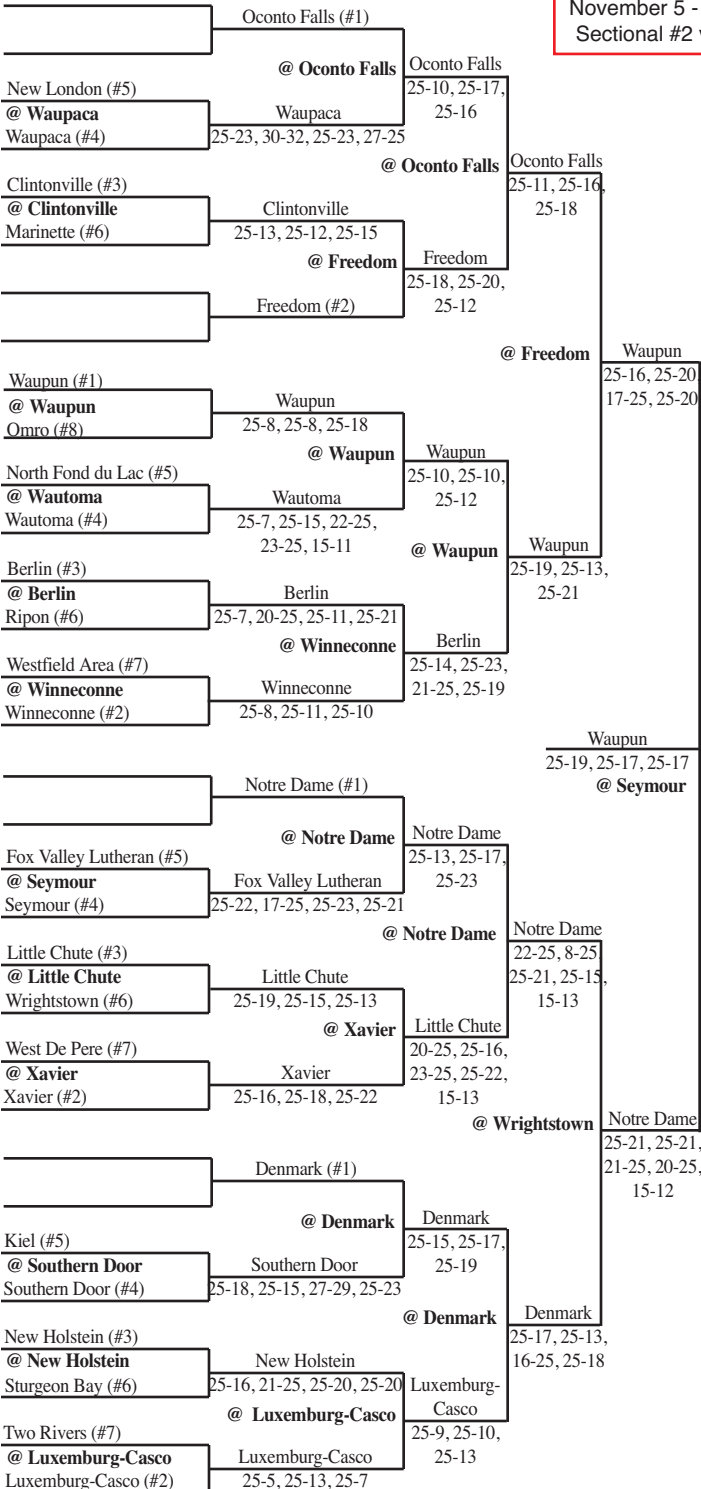 November 5 -
Sectional #2
Oconto Falls (#1)
@ Oconto Falls
Oconto Falls
25-10, 25-17,
25-16
New London (#5)
@ Waupaca
Waupaca (#4)
Waupaca
25-23, 30-32, 25-23, 27-25
@ Oconto Falls
Oconto Falls
25-11, 25-16,
25-18
Clintonville (#3)
@ Clintonville
Marinette (#6)
Clintonville
25-13, 25-12, 25-15
@ Freedom
Freedom
25-18, 25-20,
25-12
Freedom (#2)
@ Freedom
Waupun
25-16, 25-20,
17-25, 25-20
Waupun (#1)
@ Waupun
Omro (#8)
Waupun
25-8, 25-8, 25-18
@ Waupun
Waupun
25-10, 25-10,
25-12
North Fond du Lac (#5)
@ Wautoma
Wautoma (#4)
Wautoma
25-7, 25-15, 22-25,
23-25, 15-11
@ Waupun
Waupun
25-19, 25-13,
25-21
Berlin (#3)
@ Berlin
Ripon (#6)
Berlin
25-7, 20-25, 25-11, 25-21
@ Winneconne
Berlin
25-14, 25-23,
21-25, 25-19
Westfield Area (#7)
@ Winneconne
Winneconne (#2)
Winneconne
25-8, 25-11, 25-10
Waupun
25-19, 25-17, 25-17
@ Seymour
Notre Dame (#1)
@ Notre Dame
Notre Dame
25-13, 25-17,
25-23
Fox Valley Lutheran (#5)
@ Seymour
Seymour (#4)
Fox Valley Lutheran
25-22, 17-25, 25-23, 25-21
@ Notre Dame
Notre Dame
22-25, 8-25,
25-21, 25-15,
15-13
Little Chute (#3)
@ Little Chute
Wrightstown (#6)
Little Chute
25-19, 25-15, 25-13
@ Xavier
Little Chute
20-25, 25-16,
23-25, 25-22,
15-13
West De Pere (#7)
@ Xavier
Xavier (#2)
Xavier
25-16, 25-18, 25-22
@ Wrightstown
Notre Dame
25-21, 25-21,
21-25, 20-25,
15-12
Denmark (#1)
@ Denmark
Denmark
25-15, 25-17,
25-19
Kiel (#5)
@ Southern Door
Southern Door (#4)
Southern Door
25-18, 25-15, 27-29, 25-23
@ Denmark
Denmark
25-17, 25-13,
16-25, 25-18
New Holstein (#3)
@ New Holstein
Sturgeon Bay (#6)
New Holstein
25-16, 21-25, 25-20, 25-20
@ Luxemburg-Casco
Luxemburg-
Casco
25-9, 25-10,
25-13
Two Rivers (#7)
@ Luxemburg-Casco
Luxemburg-Casco (#2)
Luxemburg-Casco
25-5, 25-13, 25-7